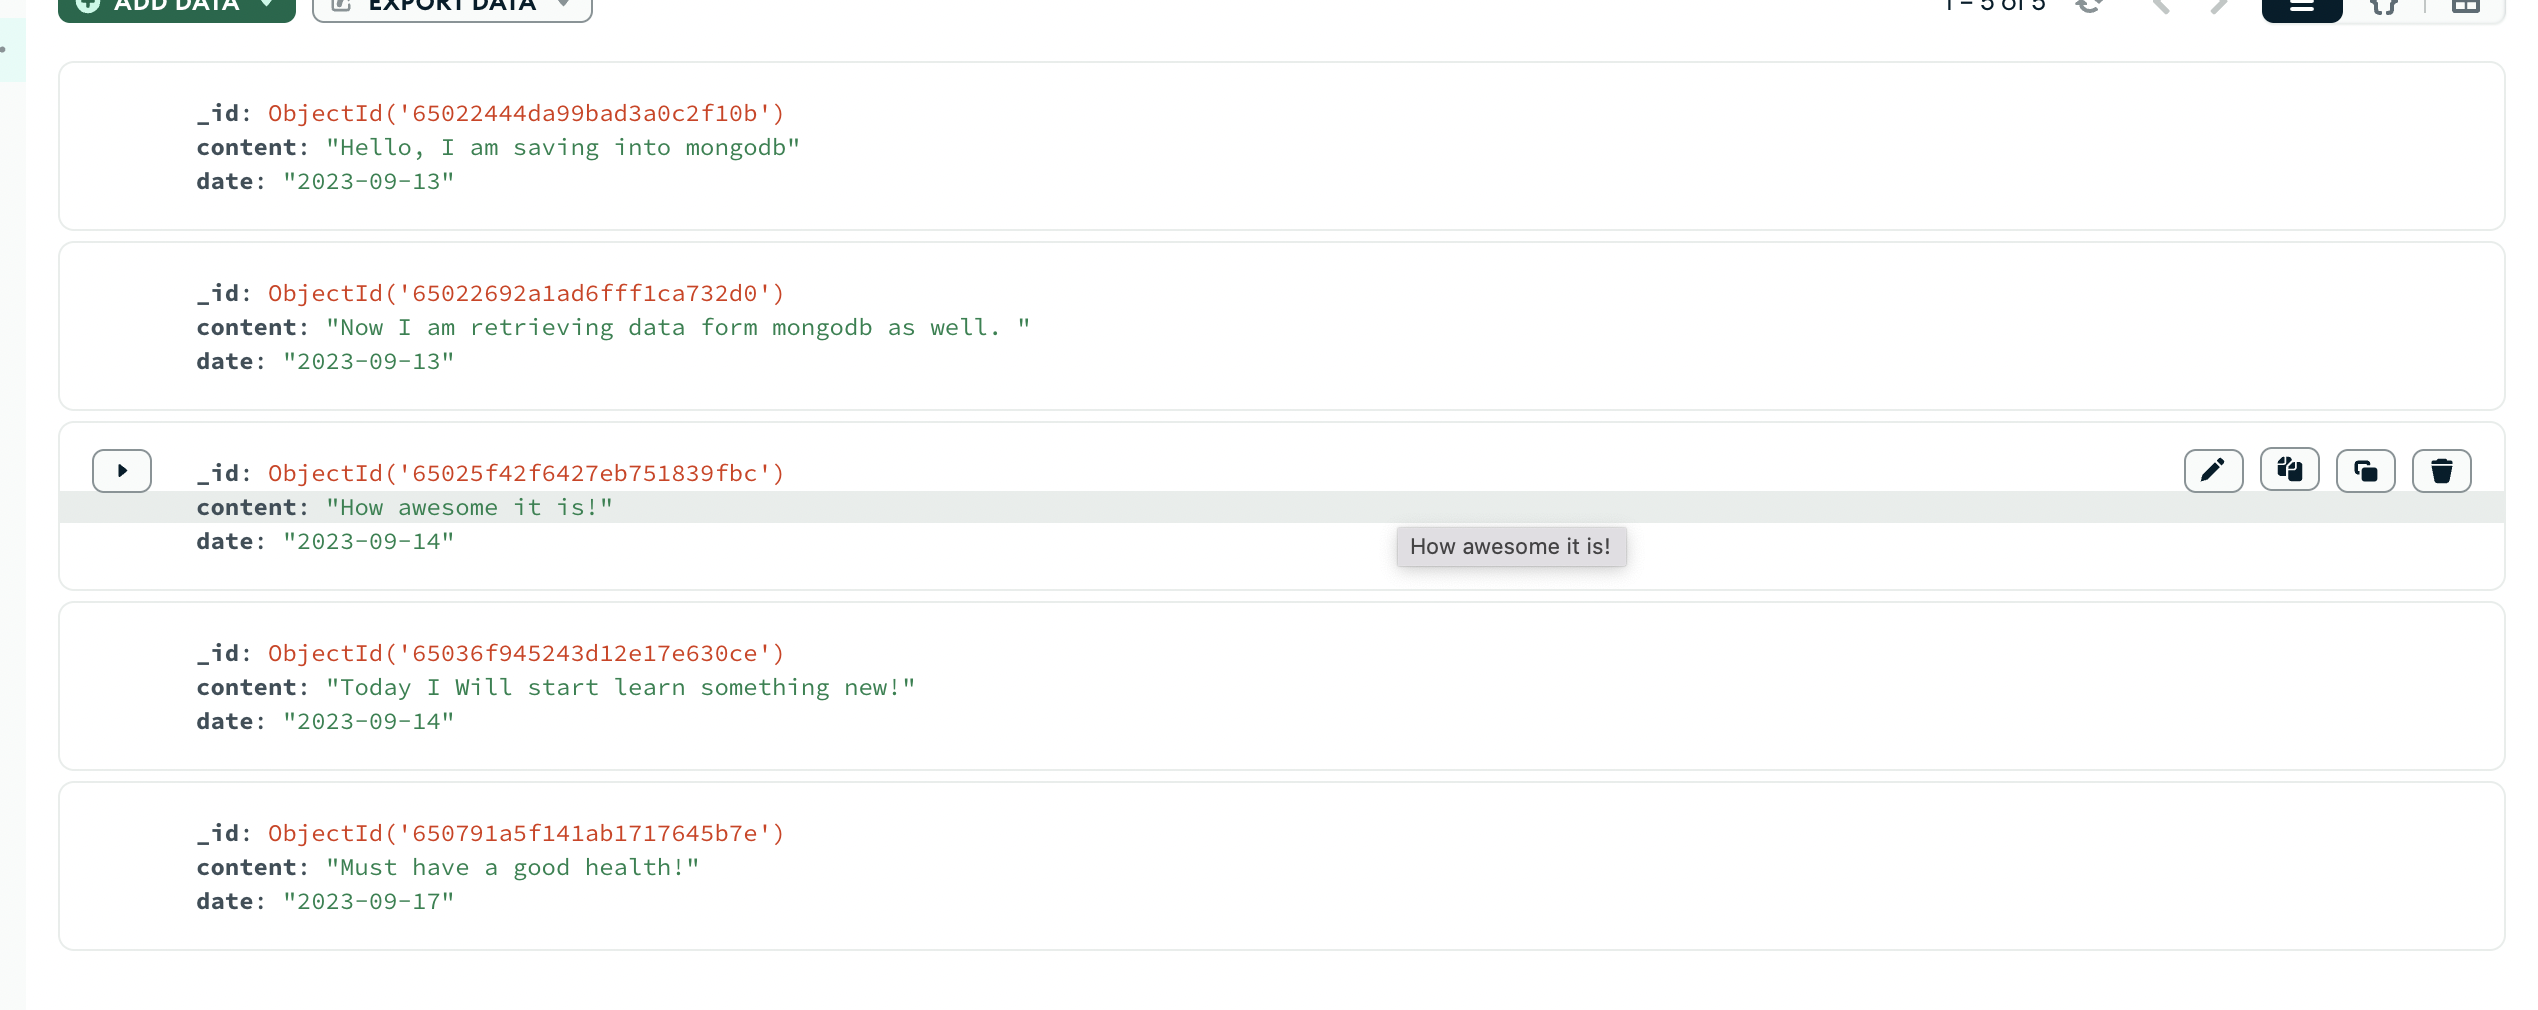 ADD DATA EXPORT DATA 1 – 5 of 5
_id: ObjectId('65022444da99bad3a0c2f10b')
content: "Hello, I am saving into mongodb"
date: "2023-09-13"
_id: ObjectId('65022692a1ad6fff1ca732d0')
content: "Now I am retrieving data form mongodb as well. "
date: "2023-09-13"
_id: ObjectId('65025f42f6427eb751839fbc')
content: "How awesome it is!"
date: "2023-09-14"
How awesome it is!
_id: ObjectId('65036f945243d12e17e630ce')
content: "Today I Will start learn something new!"
date: "2023-09-14"
_id: ObjectId('650791a5f141ab1717645b7e')
content: "Must have a good health!"
date: "2023-09-17"